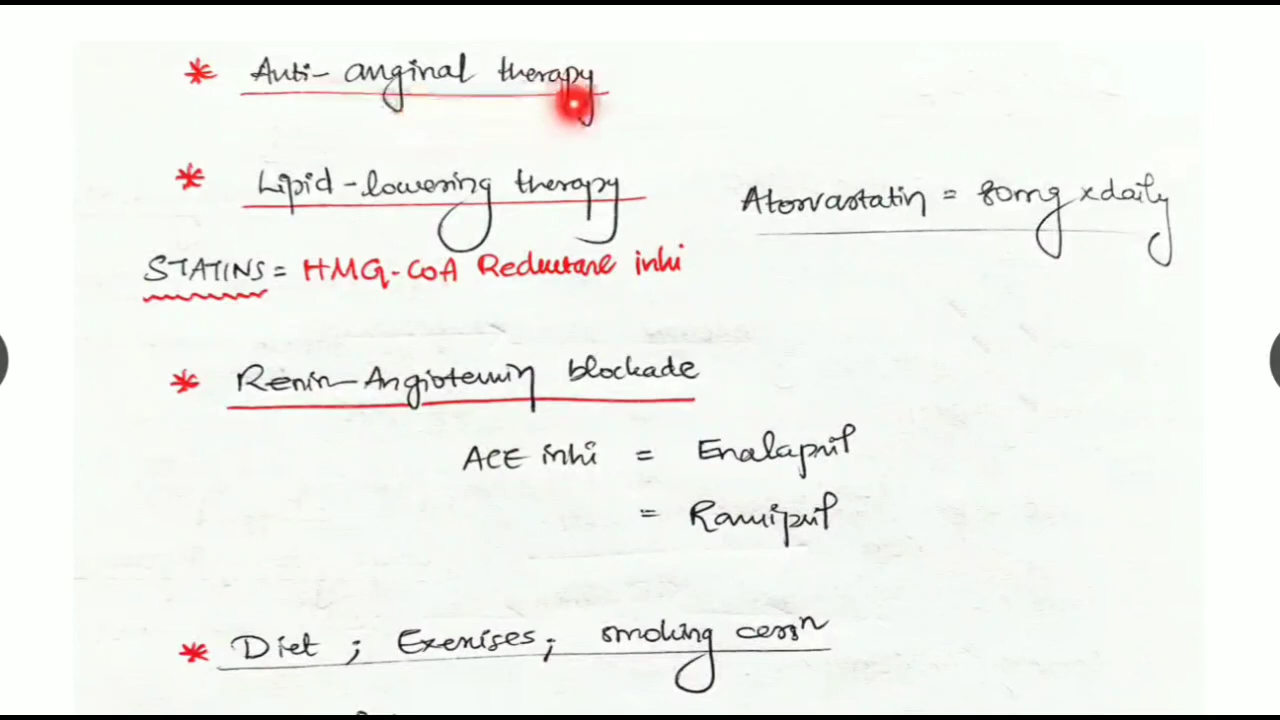 * Anti- anginal therapy
* Lipid-lowering therapy
Atorvastatin = 80mg x daily
STATINS = HMG-CoA Reductase inhi
* Renin-Angiotensin blockade
ACE inhi = Enalapril
= Ramipril
* Diet ; Exercises ; smoking cessn